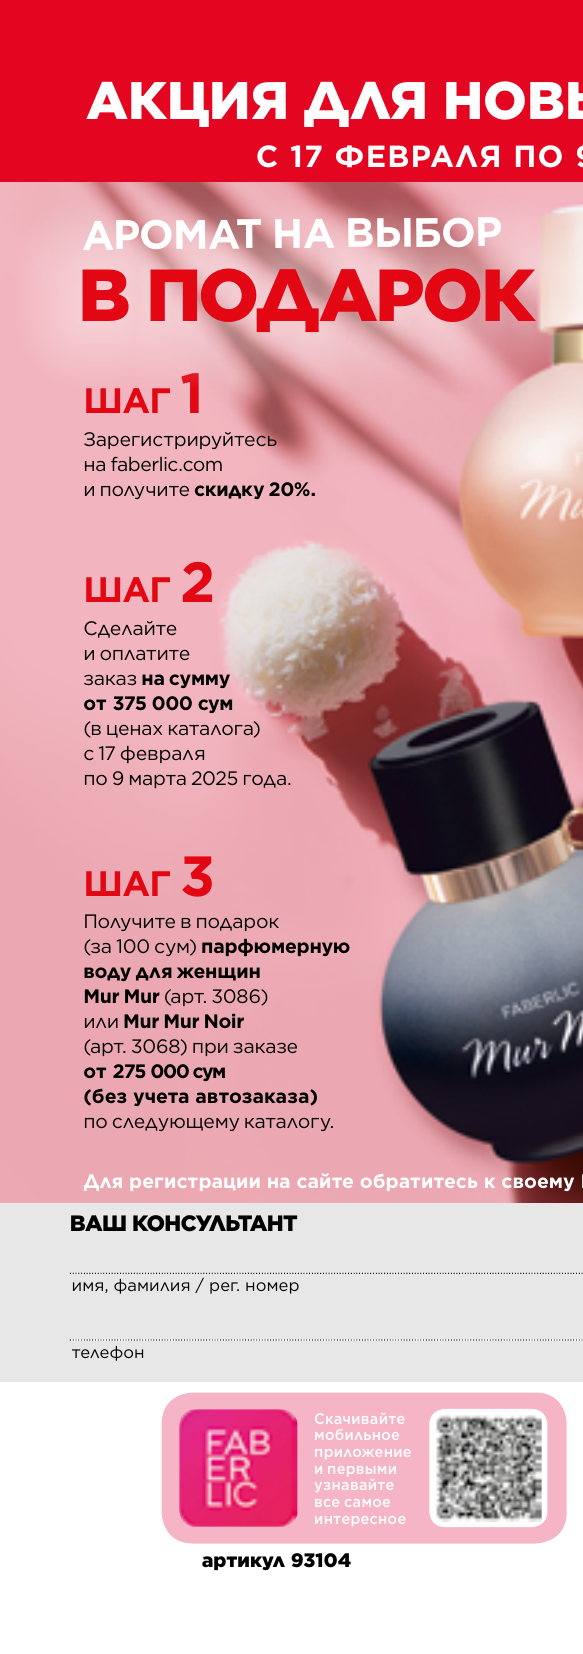 АКЦИЯ ДЛЯ
С 17 ФЕВРАЛЯ ПО
АРОМАТ НА ВЫБОР
В ПОДАРОК
ШАГ 1
Зарегистрируйтесь
на faberlic.com
и получите скидку 20%.
ШАГ 2
Сделайте
и оплатите
заказ на сумму
от 375 000 сум
(в ценах каталога)
с 17 февраля
по 9 марта 2025 года.
ШАГ 3
Получите в подарок
(за 100 сум) парфюмерную
воду для женщин
Mur Mur (арт. 3086)
или Mur Mur Noir
(арт. 3068) при заказе
от 275 000 сум
(без учета автозаказа)
по следующему каталогу.
FABERLIC
Mur
Для регистрации на сайте обратитесь к своему
ВАШ КОНСУЛЬТАНТ
имя, фамилия / рег. номер
телефон
FAB
ER
LIC
Скачивайте
мобильное
приложение
и первыми
узнавайте
все самое
интересное
артикул 93104